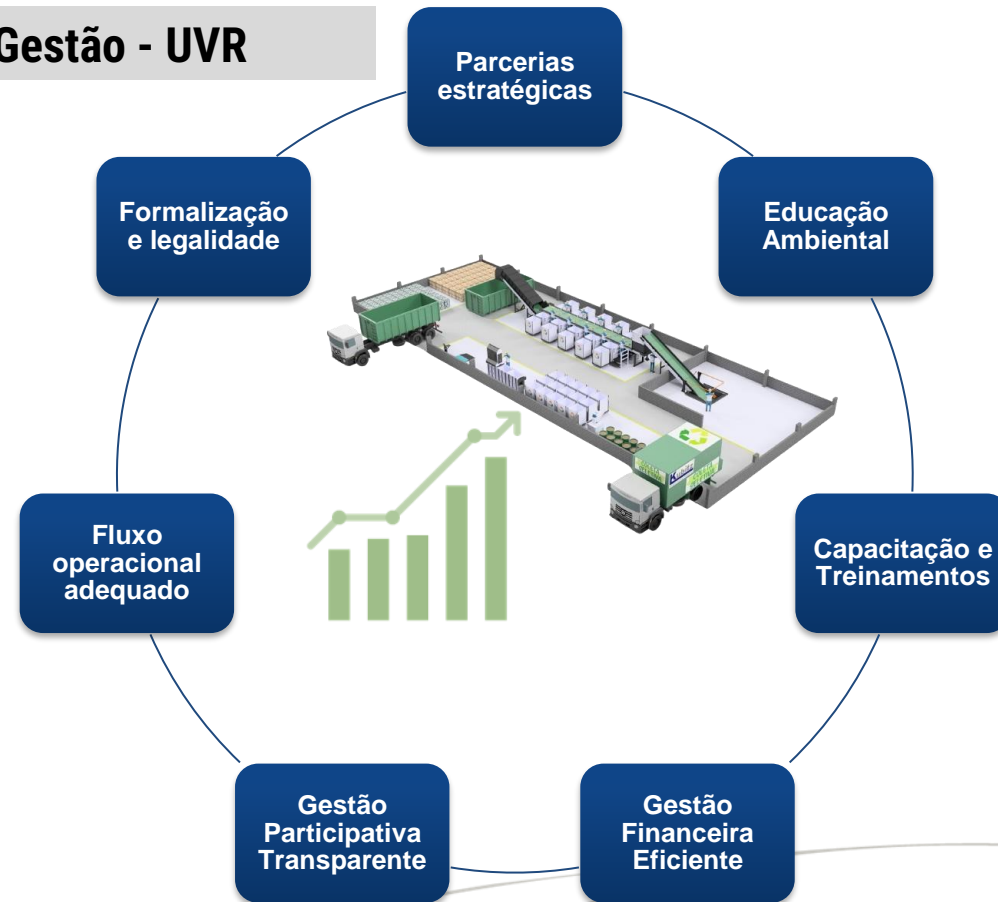 Gestão - UVR
Parcerias
estratégicas
Formalização
e legalidade
Educação
Ambiental
Fluxo
operacional
adequado
Capacitação e
Treinamentos
Gestão
Participativa
Transparente
Gestão
Financeira
Eficiente